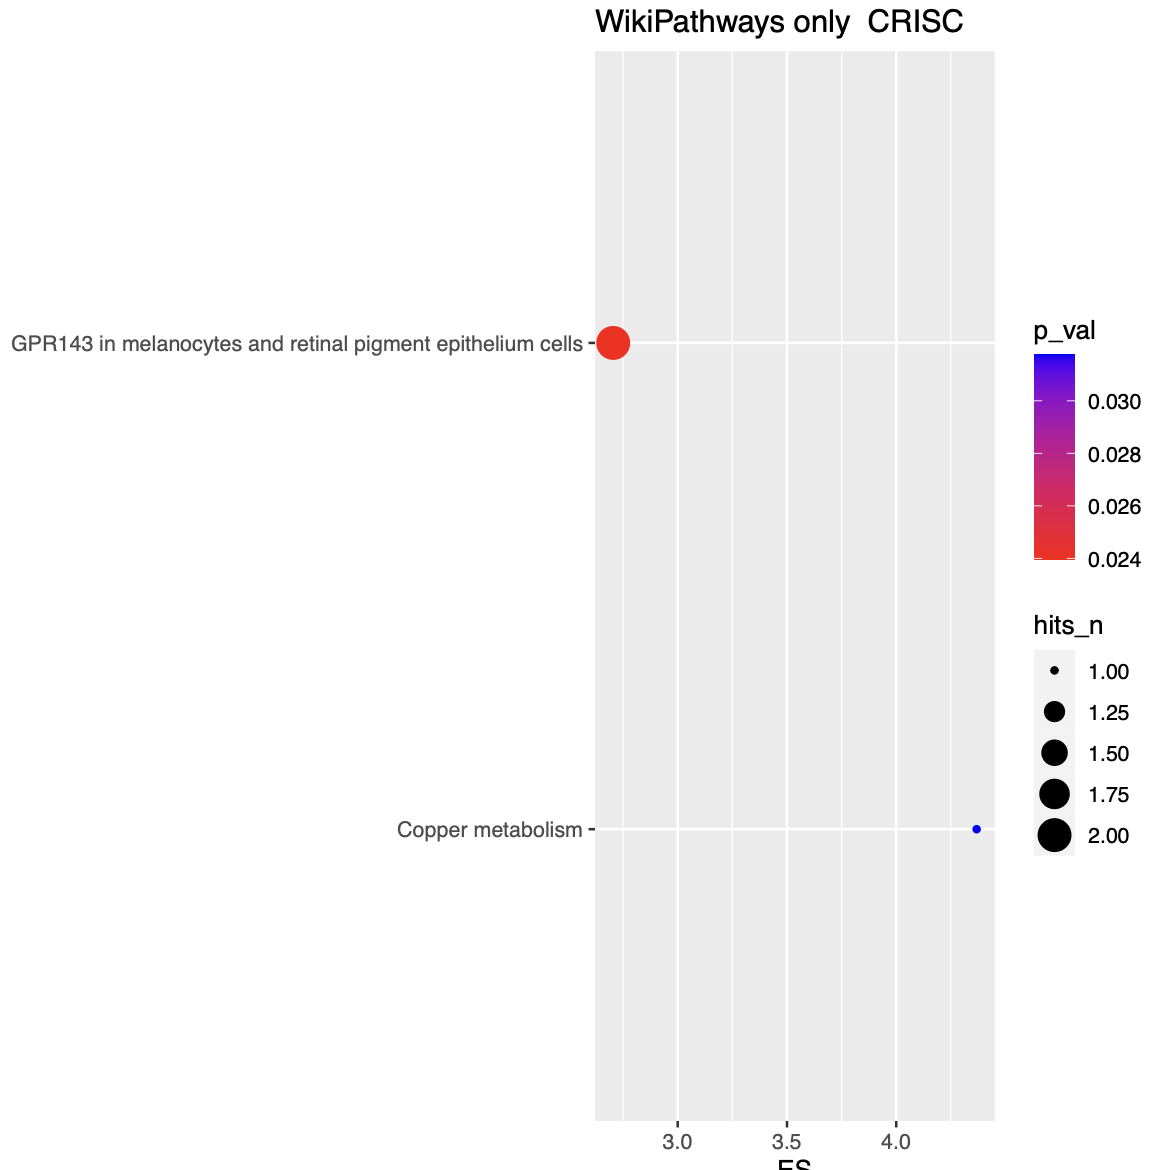 WikiPathways only  CRISC
GPR143 in melanocytes and retinal pigment epithelium cells
Copper metabolism
3.0
3.5
4.0
ES
p_val
0.030
0.028
0.026
0.024
hits_n
1.00
1.25
1.50
1.75
2.00